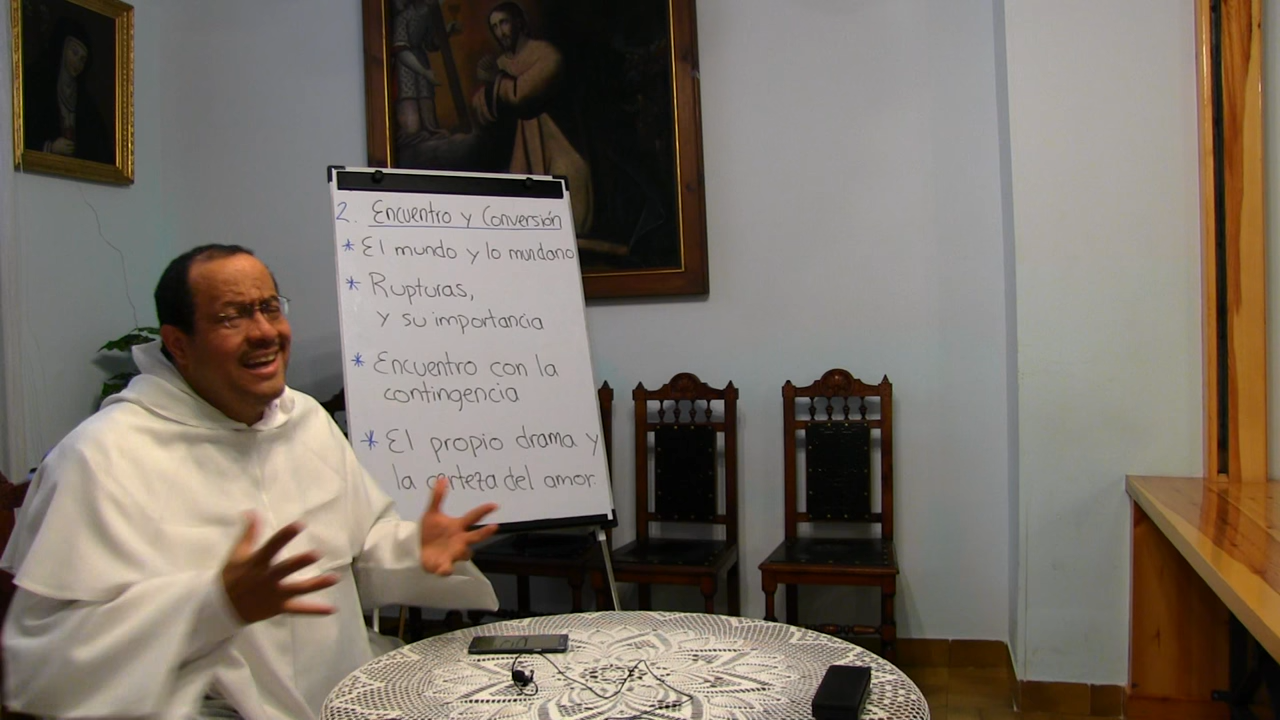 2. Encuentro y Conversión
* El mundo y lo mundano
* Rupturas,
y su importancia
* Encuentro con la
contingencia
* El propio drama y
la certeza del amor.